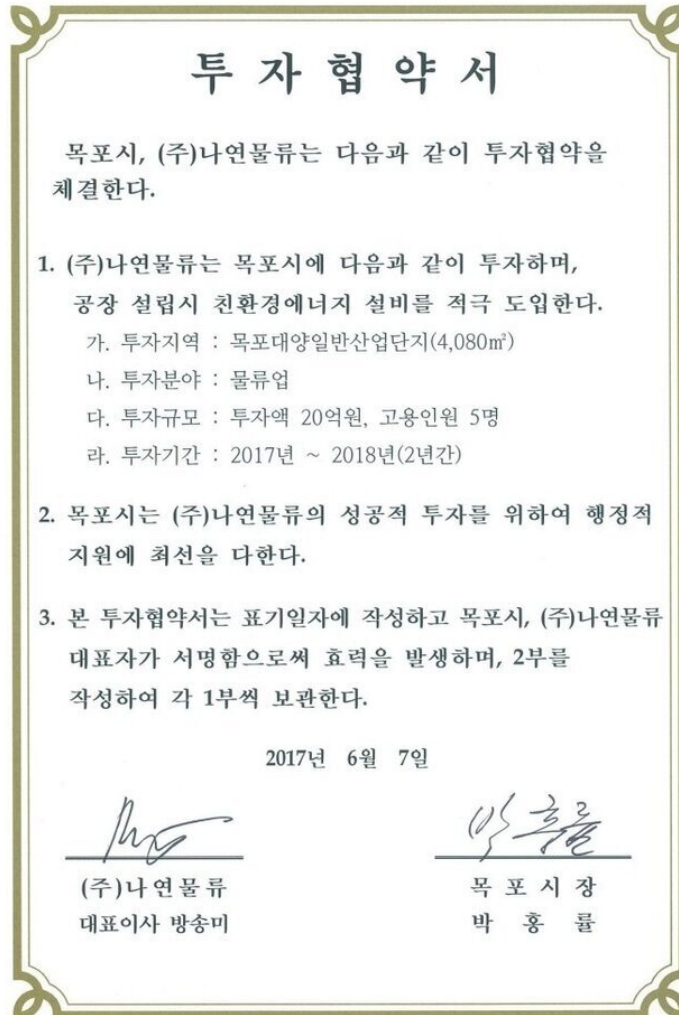 투 자 협 약 서
목포시, (주)나연물류는 다음과 같이 투자협약을
체결한다.
1. (주)나연물류는 목포시에 다음과 같이 투자하며,
공장 설립시 친환경에너지 설비를 적극 도입한다.
가. 투자지역 : 목포대양일반산업단지(4,080㎡)
나. 투자분야 : 물류업
다. 투자규모 : 투자액 20억원, 고용인원 5명
라. 투자기간 : 2017년 ~ 2018년(2년간)
2. 목포시는 (주)나연물류의 성공적 투자를 위하여 행정적
지원에 최선을 다한다.
3. 본 투자협약서는 표기일자에 작성하고 목포시, (주)나연물류
대표자가 서명함으로써 효력을 발생하며, 2부를
작성하여 각 1부씩 보관한다.
2017년 6월 7일
박홍률
(주)나연물류
대표이사 방송미
목 포 시 장
박 홍 률